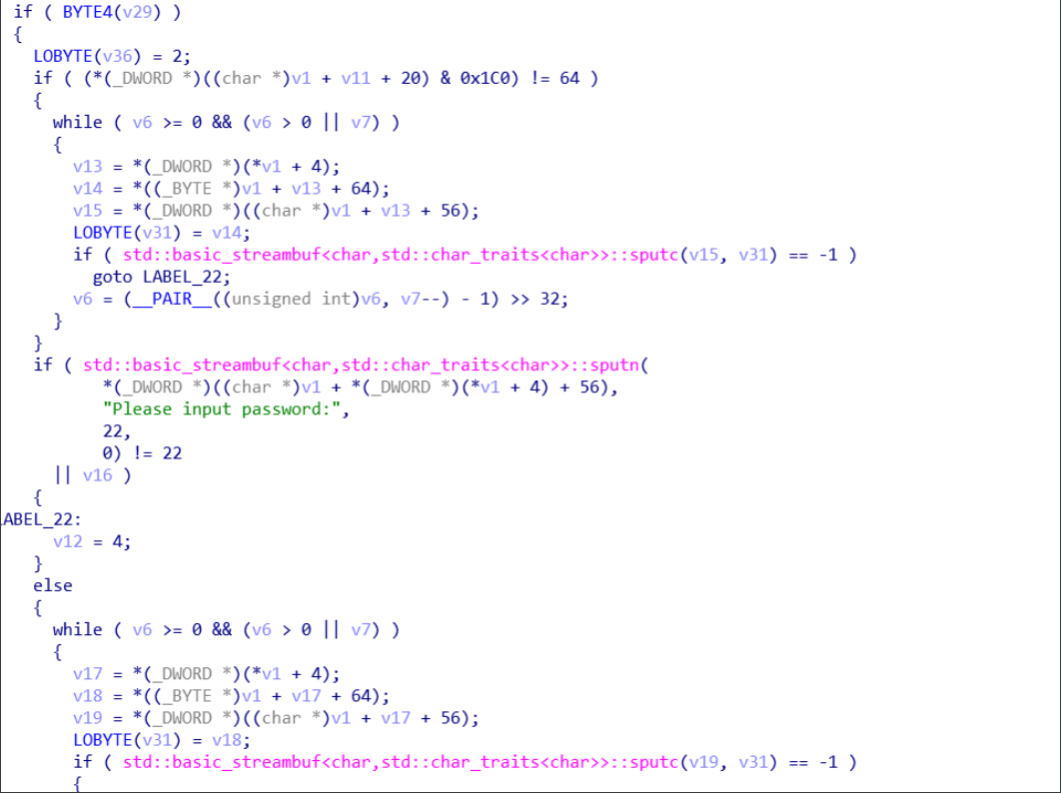 if ( BYTE4(v29) )
{
LOBYTE(v36) = 2;
if ( (*(_DWORD *)((char *)v1 + v11 + 20) & 0x1C0) != 64 )
{
while ( v6 >= 0 && (v6 > 0 || v7) )
{
v13 = *(_DWORD *)(*v1 + 4);
v14 = *((_BYTE *)v1 + v13 + 64);
v15 = *(_DWORD *)((char *)v1 + v13 + 56);
LOBYTE(v31) = v14;
if ( std::basic_streambuf<char,std::char_traits<char>>::sputc(v15, v31) == -1 )
goto LABEL_22;
v6 = (__PAIR__((unsigned int)v6, v7--) - 1) >> 32;
}
}
if ( std::basic_streambuf<char,std::char_traits<char>>::sputn(
*(_DWORD *)((char *)v1 + *(_DWORD *)(*v1 + 4) + 56),
"Please input password:",
22,
0) != 22
|| v16 )
{
ABEL_22:
v12 = 4;
}
else
{
while ( v6 >= 0 && (v6 > 0 || v7) )
{
v17 = *(_DWORD *)(*v1 + 4);
v18 = *((_BYTE *)v1 + v17 + 64);
v19 = *(_DWORD *)((char *)v1 + v17 + 56);
LOBYTE(v31) = v18;
if ( std::basic_streambuf<char,std::char_traits<char>>::sputc(v19, v31) == -1 )
{